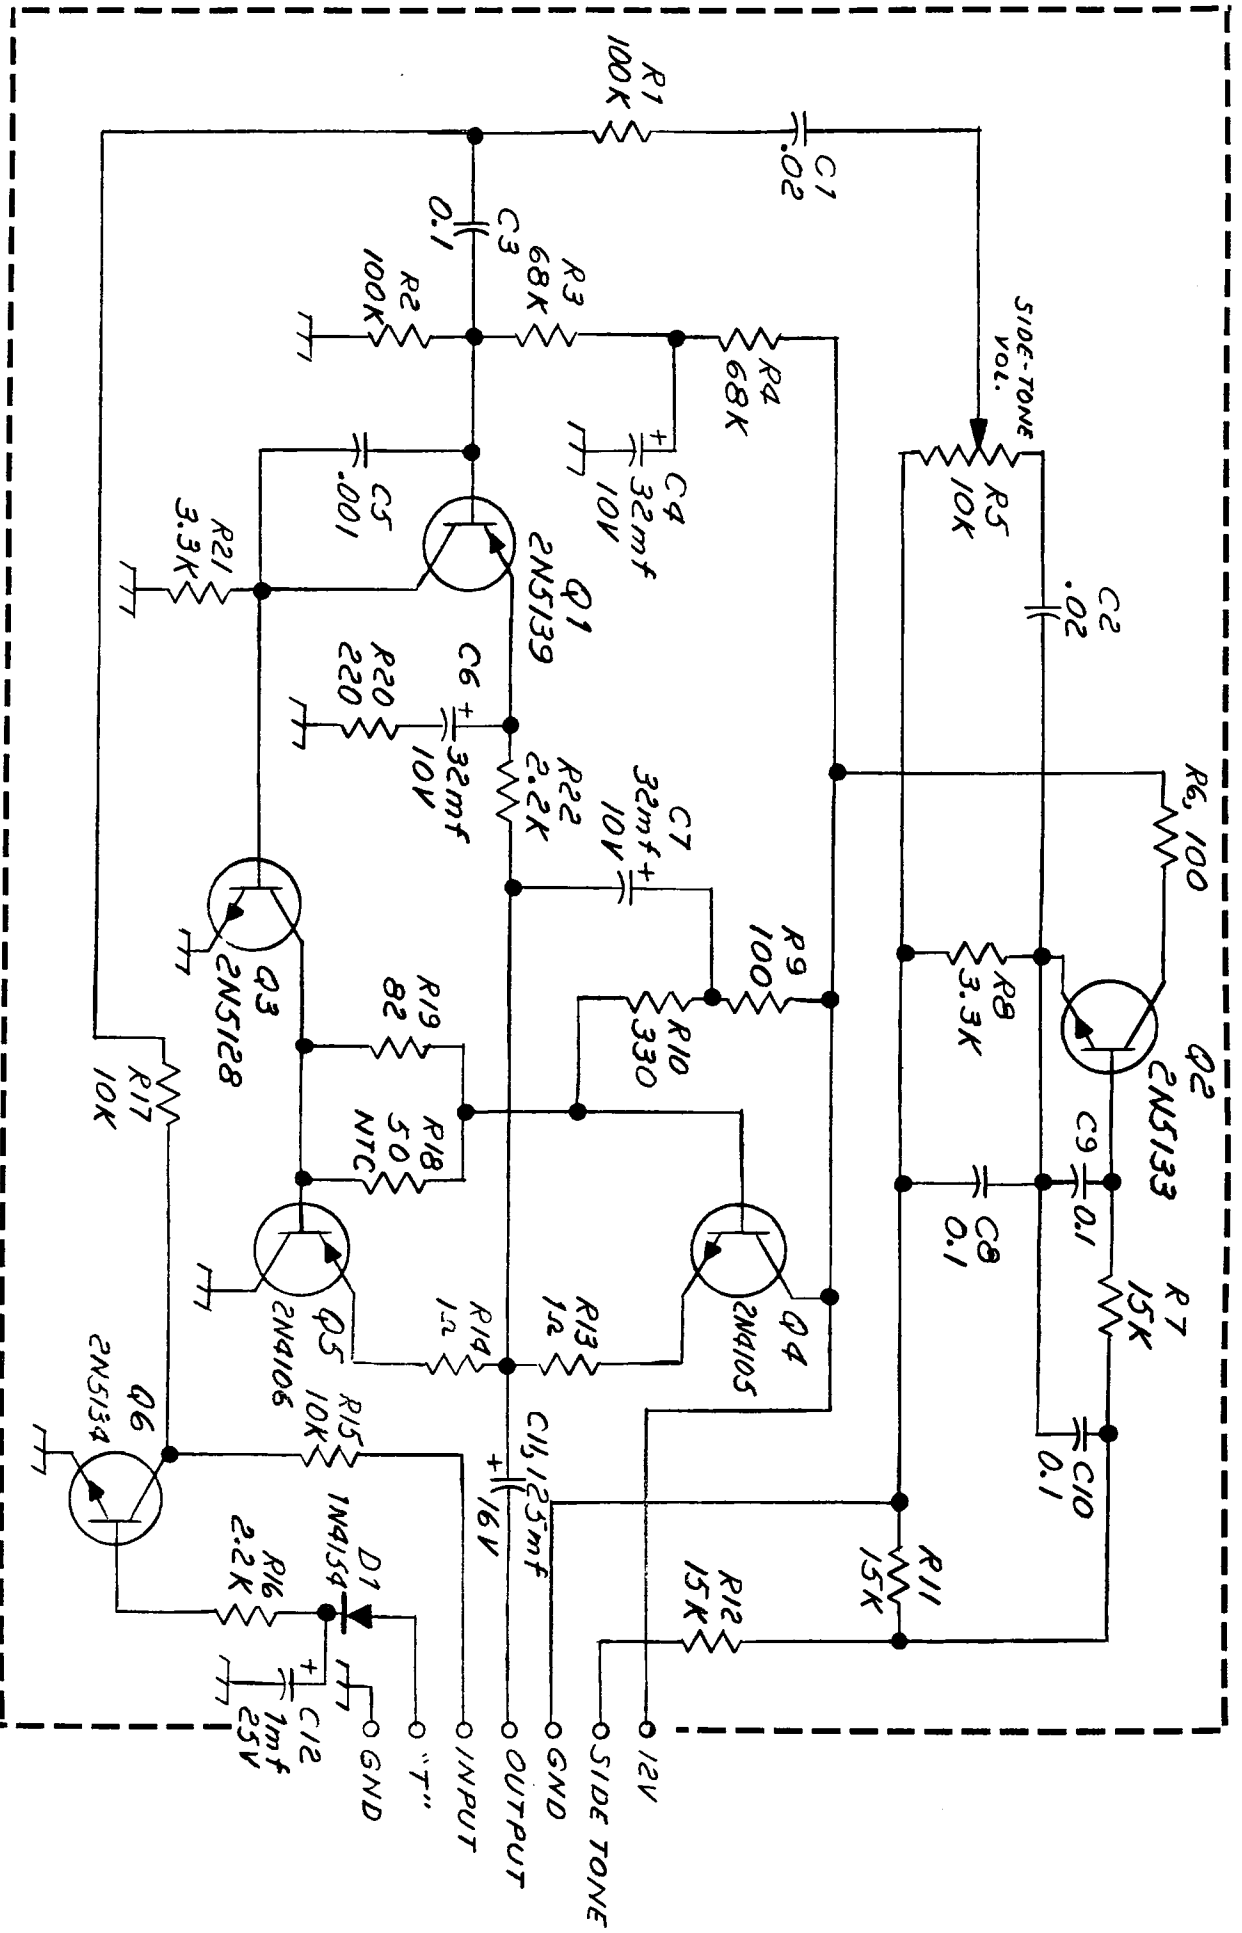 R6, 100
Q2
2N5133
C2
.02
SIDE-TONE
VOL.
R5
10K
R8
3.3K
C9
0.1
R7
15K
C8
0.1
C10
0.1
C1
.02
R1
100K
R4
68K
R3
68K
C4
32mf
10V
C3
0.1
R2
100K
C5
.001
Q1
2N5139
R21
3.3K
C6
32mf
10V
R20
220
R22
2.2K
C7
32mf
10V
R9
100
R10
330
Q3
2N5128
R19
82
R18
50
NTC
Q4
2N4105
R13
1Ω
R14
1Ω
Q5
2N4106
R17
10K
R15
10K
C11, 125mf
16V
R11
15K
R12
15K
Q6
2N5134
R16
2.2K
D1
1N4154
C12
1mf
25V
12V
SIDE TONE
GND
OUTPUT
INPUT
"T"
GND